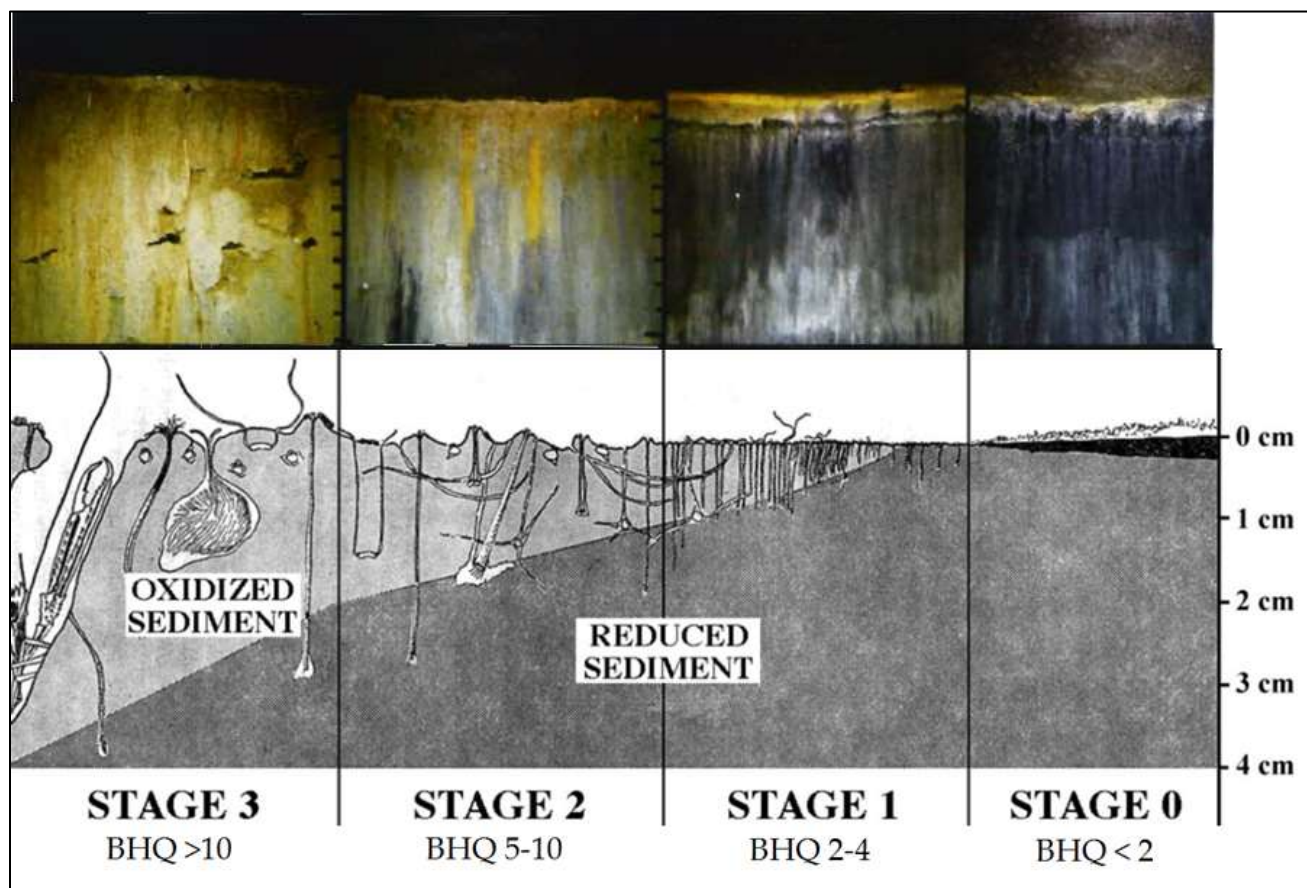 OXIDIZED
SEDIMENT
REDUCED
SEDIMENT
0 cm
1 cm
2 cm
3 cm
4 cm
STAGE 3
STAGE 2
STAGE 1
STAGE 0
BHQ >10
BHQ 5-10
BHQ 2-4
BHQ < 2